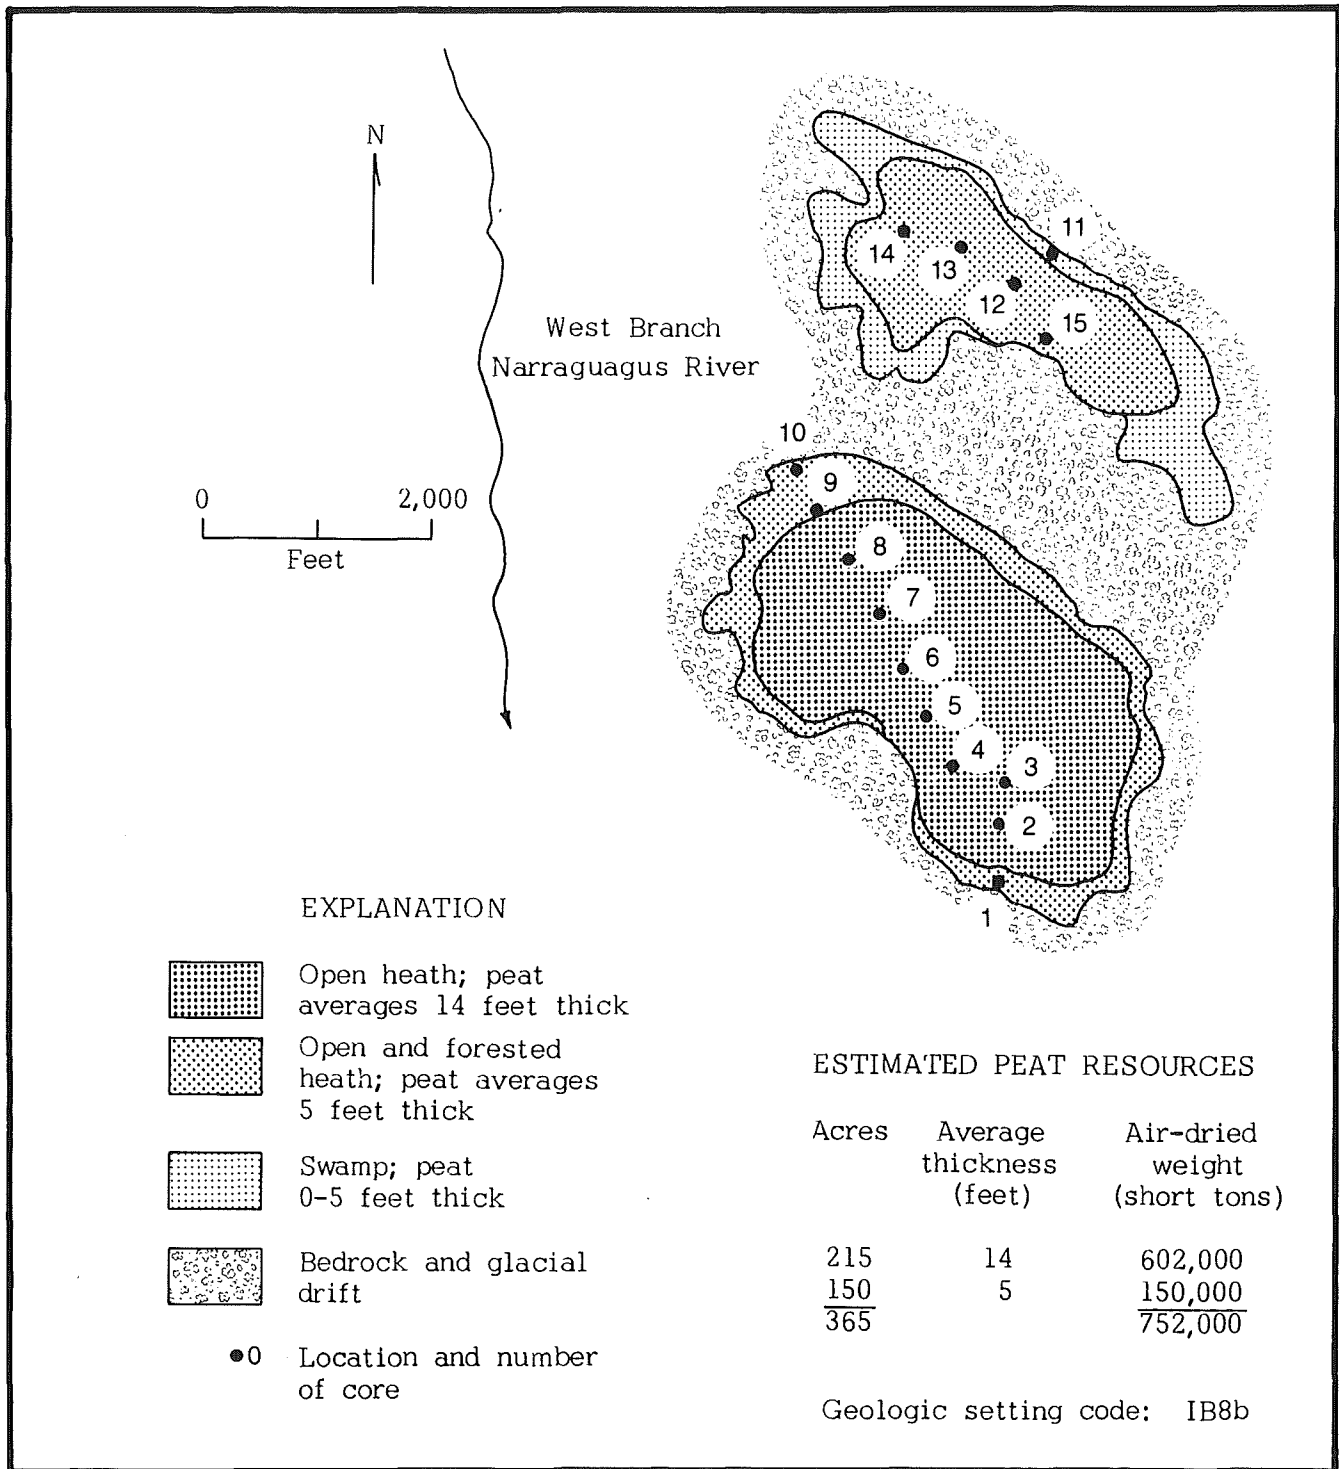 N
11
14
13
12
15
West Branch
Narraguagus River
10
9
0 2,000
Feet
8
7
6
5
4
3
2
1
EXPLANATION
Open heath; peat
averages 14 feet thick
Open and forested
heath; peat averages
5 feet thick
Swamp; peat
0-5 feet thick
Bedrock and glacial
drift
0 Location and number
of core
ESTIMATED PEAT RESOURCES
Acres Average Air-dried
thickness weight
(feet) (short tons)
215 14 602,000
150 5 150,000
365 752,000
Geologic setting code: IB8b